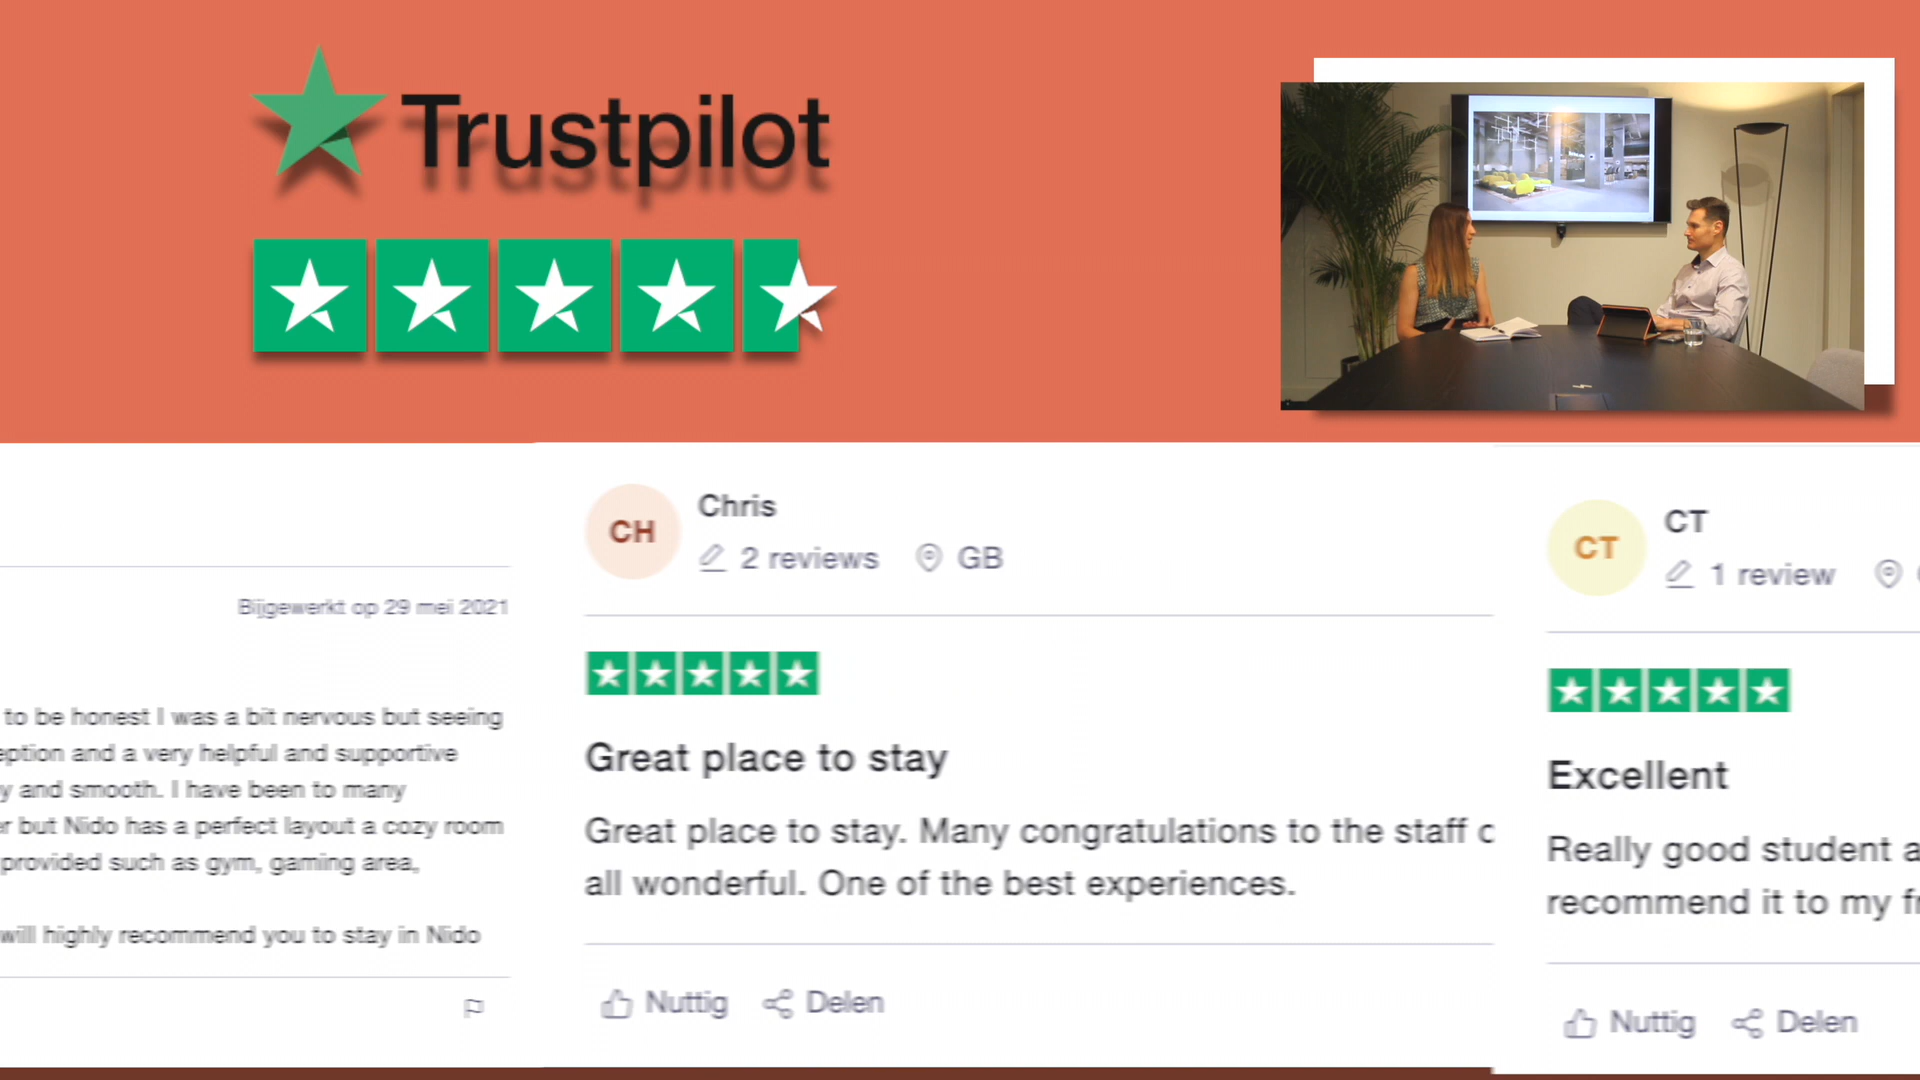 Trustpilot
Bijgewerkt op 29 mei 2021
to be honest I was a bit nervous but seeing
and a very helpful and supportive
and smooth. I have been to many
but Nido has a perfect layout a cozy room
provided such as gym, gaming area,
will highly recommend you to stay in Nido
CH
Chris
2 reviews GB
Great place to stay
Great place to stay. Many congratulations to the staff
all wonderful. One of the best experiences.
Nuttig Delen
CT
CT
1 review
Excellent
Really good student
recommend it to my
Nuttig Delen